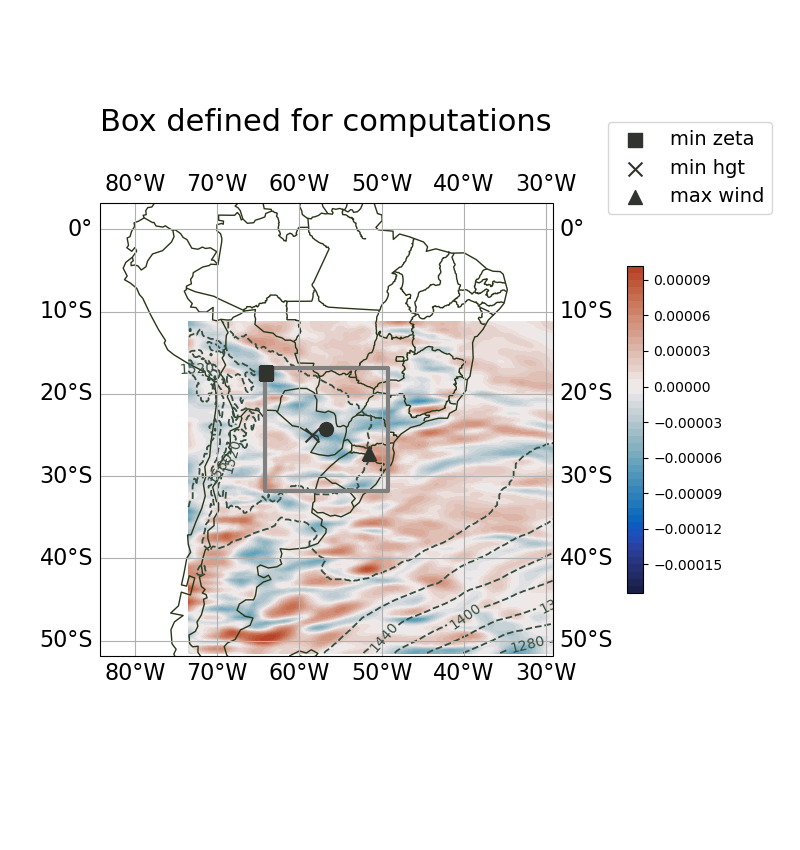 Box defined for computations
min zeta
min hgt
max wind
80°W 70°W 60°W 50°W 40°W 30°W
0° 0°
10°S 10°S
20°S 20°S
30°S 30°S
40°S 40°S
50°S 50°S
80°W 70°W 60°W 50°W 40°W 30°W
1520
1520
1440
1400
1280
0.00009
0.00006
0.00003
0.00000
−0.00003
−0.00006
−0.00009
−0.00012
−0.00015